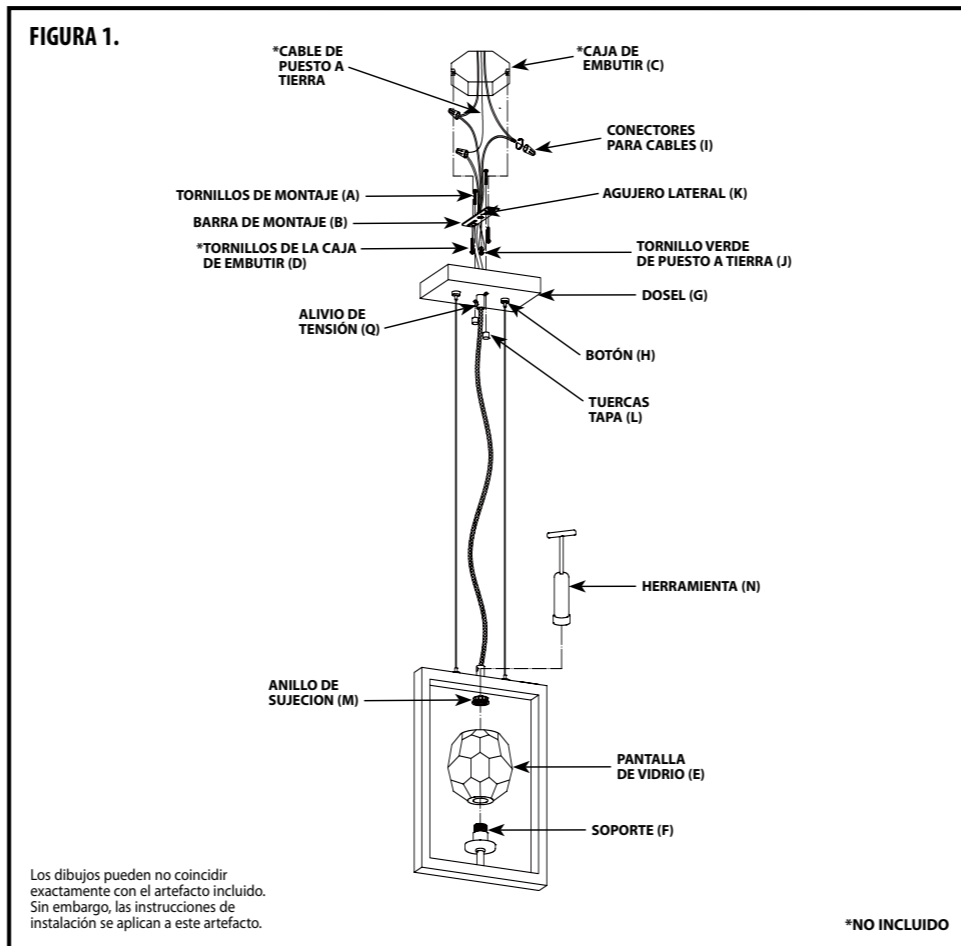 FIGURA 1.
*CABLE DE
PUESTO A
TIERRA
*CAJA DE
EMBUTIR (C)
CONECTORES
PARA CABLES (I)
TORNILLOS DE MONTAJE (A)
AGUJERO LATERAL (K)
BARRA DE MONTAJE (B)
*TORNILLOS DE LA CAJA
DE EMBUTIR (D)
TORNILLO VERDE
DE PUESTO A TIERRA (J)
DOSEL (G)
ALIVIO DE
TENSIÓN (Q)
BOTÓN (H)
TUERCAS
TAPA (L)
HERRAMIENTA (N)
ANILLO DE
SUJECION (M)
PANTALLA
DE VIDRIO (E)
SOPORTE (F)
Los dibujos pueden no coincidir
exactamente con el artefacto incluido.
Sin embargo, las instrucciones de
instalación se aplican a este artefacto.
*NO INCLUIDO